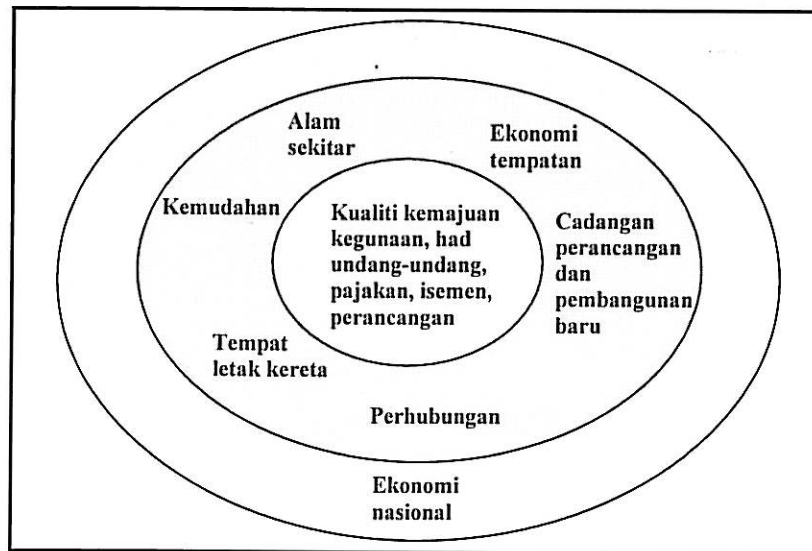 Alam
sekitar
Ekonomi
tempatan
Kemudahan
Kualiti kemajuan
kegunaan, had
undang-undang,
pajakan, isemen,
perancangan
Cadangan
perancangan
dan
pembangunan
baru
Tempat
letak kereta
Perhubungan
Ekonomi
nasional